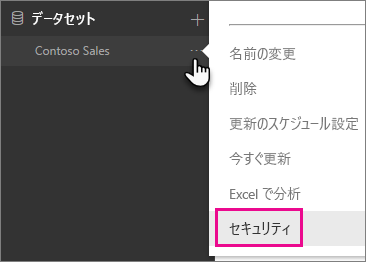 データセット
Contoso Sales
名前の変更
削除
更新のスケジュール設定
今すぐ更新
Excel で分析
セキュリティ